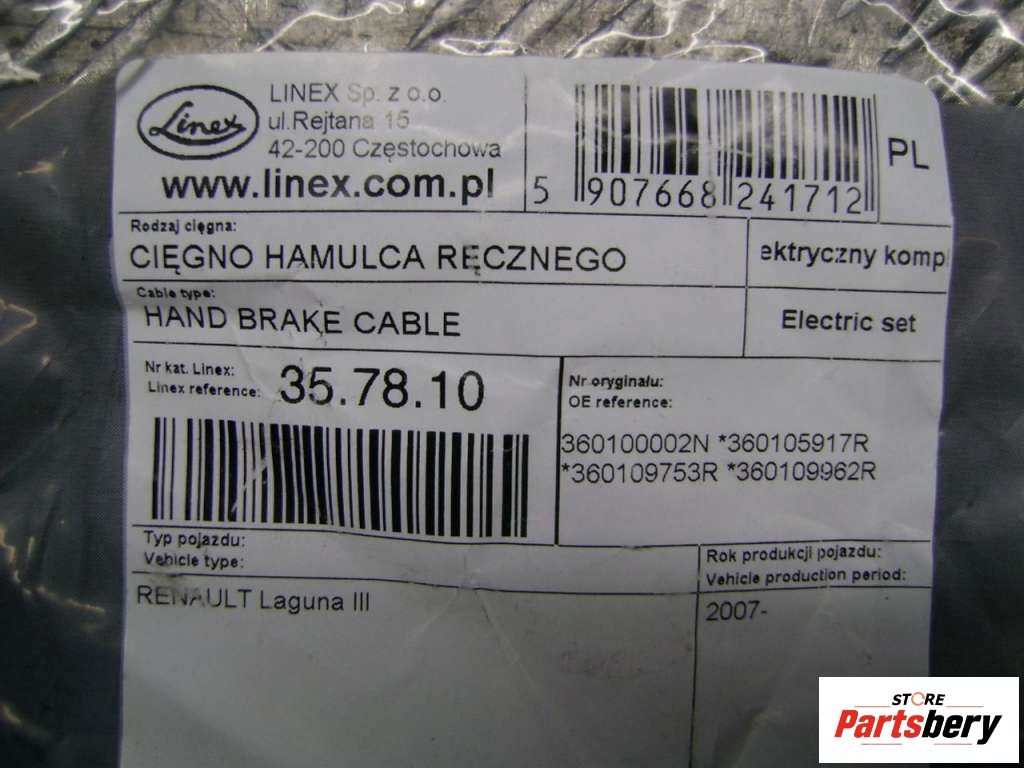 Linex
LINEX Sp. z o.o.
ul.Rejtana 15
42-200 Częstochowa
www.linex.com.pl
5 907668 241712
PL
Rodzaj cięgna:
CIĘGNO HAMULCA RĘCZNEGO
ektryczny komp
Cable type:
HAND BRAKE CABLE
Electric set
Nr kat. Linex:
Linex reference:
35.78.10
Nr oryginału:
OE reference:
360100002N *360105917R
*360109753R *360109962R
Typ pojazdu:
Vehicle type:
Rok produkcji pojazdu:
Vehicle production period:
RENAULT Laguna III
2007-
STORE
Partsbery